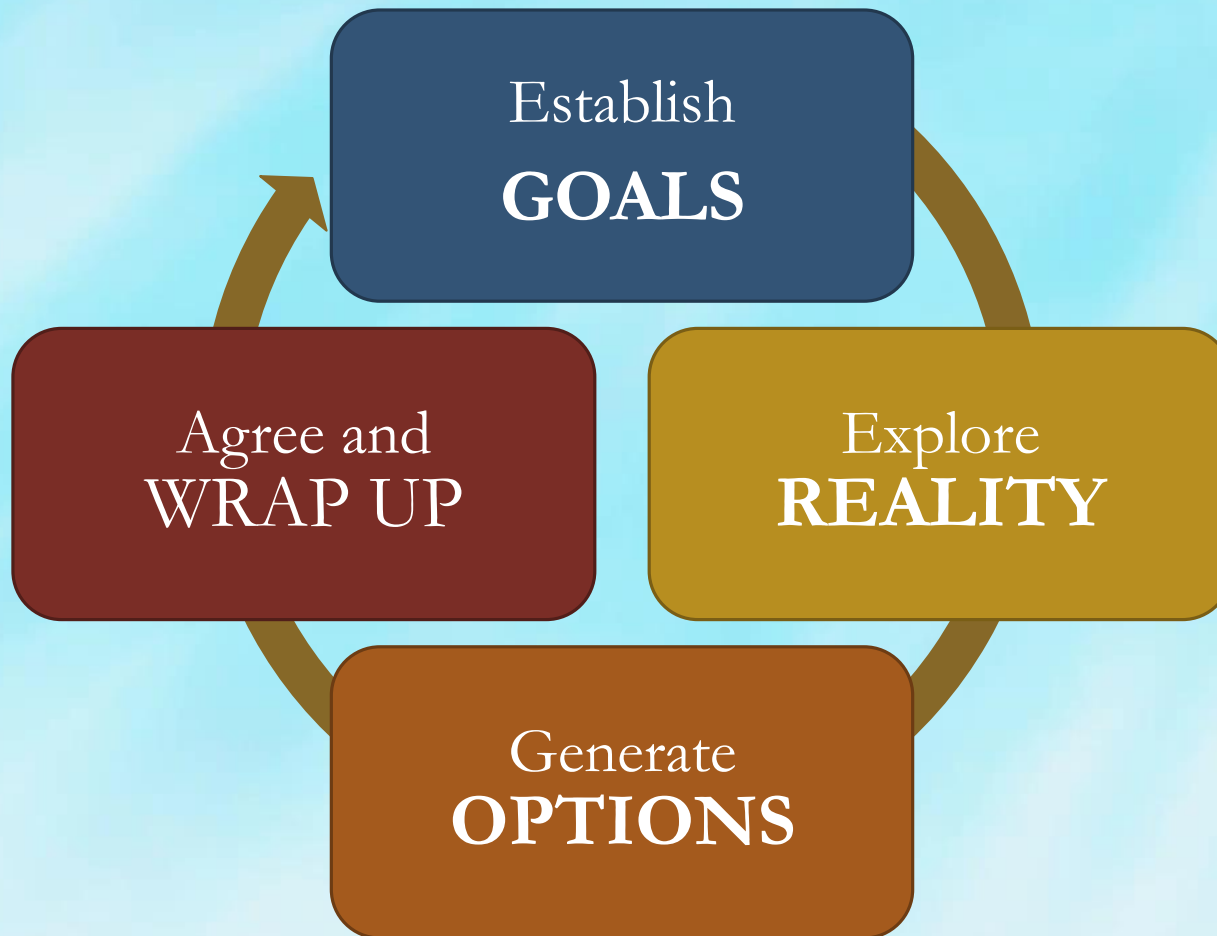 Establish
GOALS
Explore
REALITY
Generate
OPTIONS
Agree and
WRAP UP